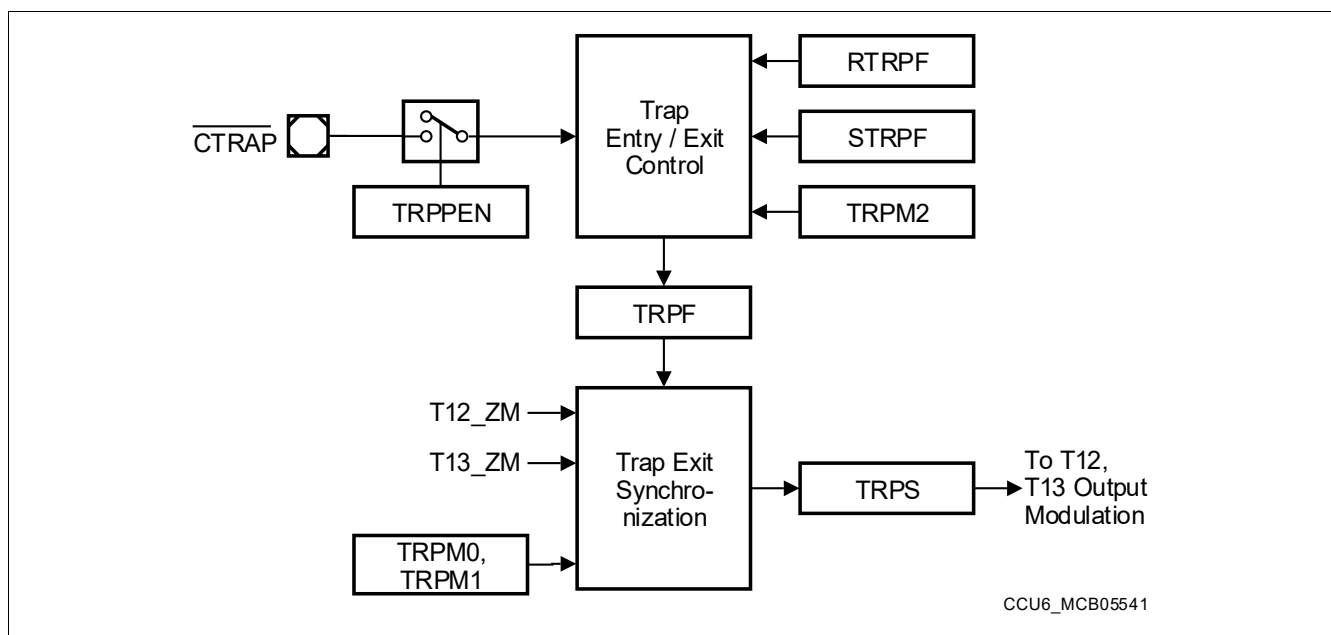 RTRPF
Trap
Entry / Exit
Control
CTRAP
STRPF
TRPPEN
TRPM2
TRPF
T12_ZM
T13_ZM
Trap Exit
Synchro-
nization
TRPS
To T12,
T13 Output
Modulation
TRPM0,
TRPM1
CCU6_MCB05541